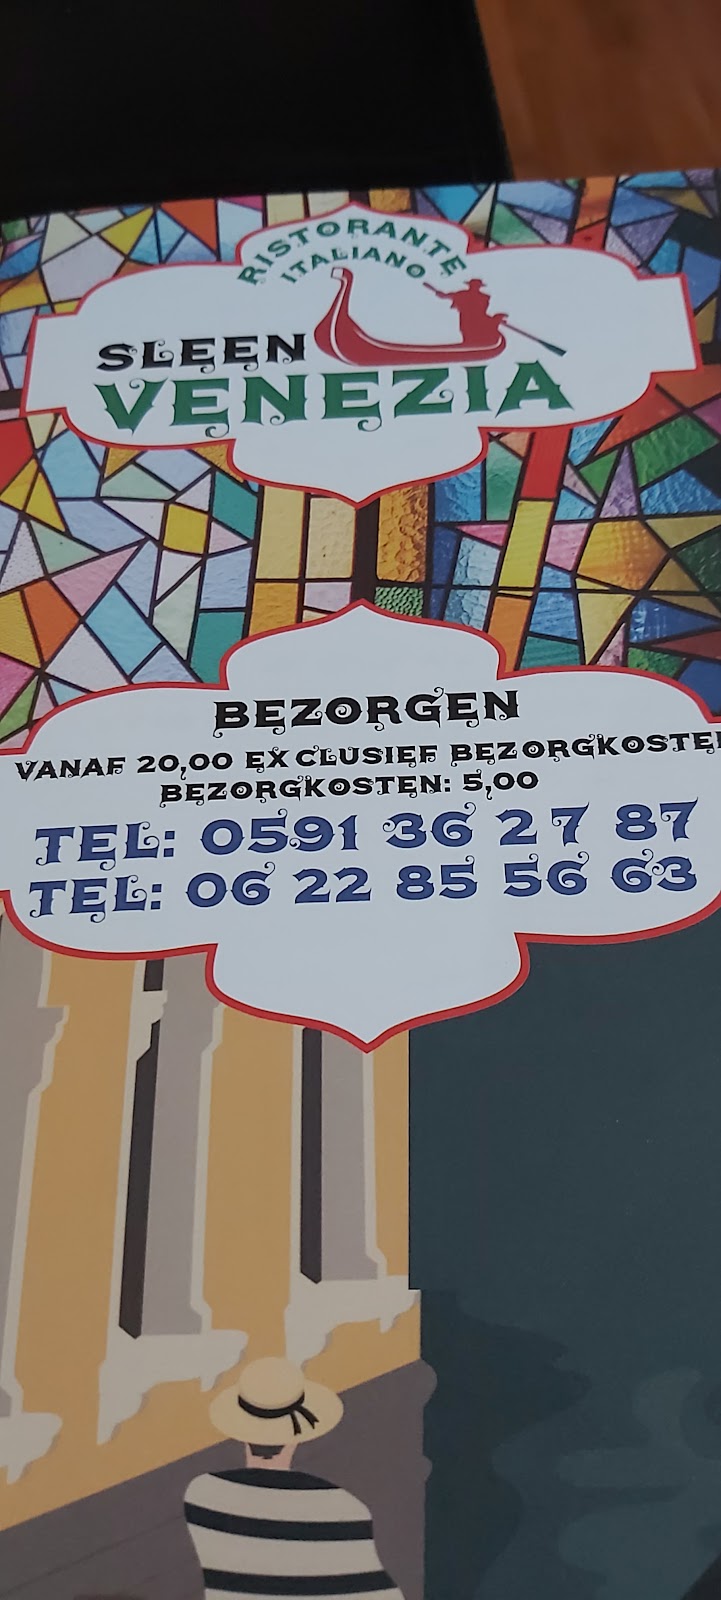 RISTORANTE
ITALIANO
SLEEN
VENEZIA
BEZORGEN
VANAF 20,00 EXCLUSIEF BEZORGKOSTEN
BEZORGKOSTEN: 5,00
TEL: 0591 36 27 87
TEL: 06 22 85 56 63